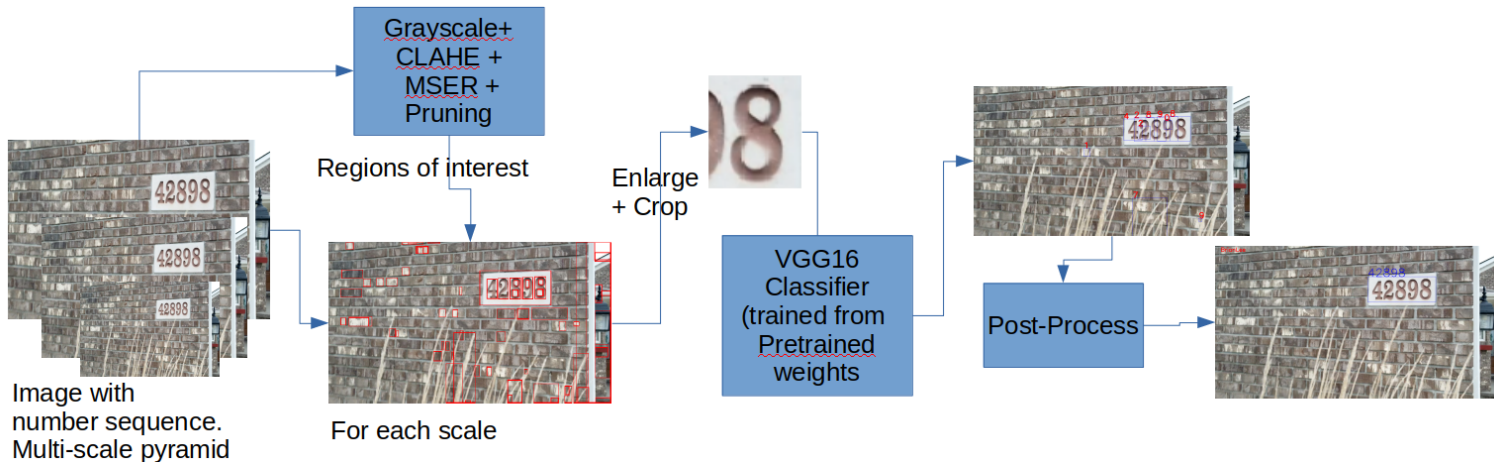 Grayscale+
CLAHE +
MSER +
Pruning
Regions of interest
Enlarge
+ Crop
8
42898
42898
42898
42898
42898
42898
42898
VGG16
Classifier
(trained from
Pretrained
weights
Post-Process
Image with
number sequence.
Multi-scale pyramid
For each scale